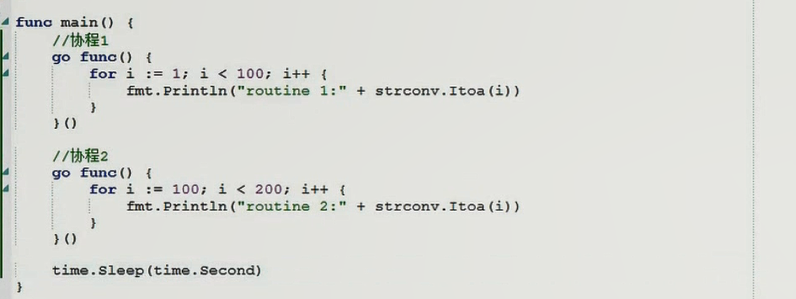 func main() {
//协程1
go func() {
for i := 1; i < 100; i++ {
fmt.Println("routine 1:" + strconv.Itoa(i))
}
}()
//协程2
go func() {
for i := 100; i < 200; i++ {
fmt.Println("routine 2:" + strconv.Itoa(i))
}
}()
time.Sleep(time.Second)
}